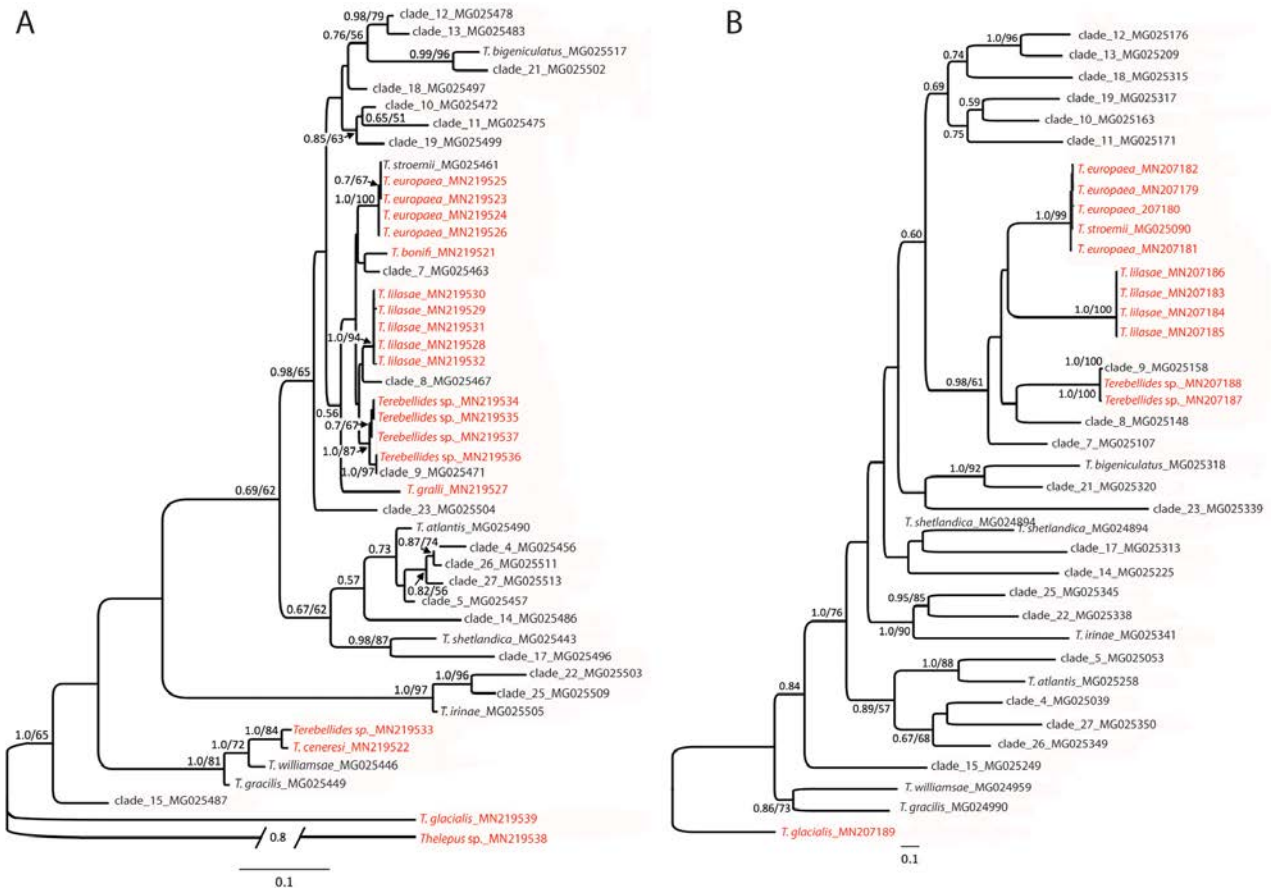 A
0.98/79
clade_12_MG025478
clade_13_MG025483
0.76/56
0.99/96
T. bigeniculatus_MG025517
clade_21_MG025502
clade_18_MG025497
clade_10_MG025472
0.65/51
clade_11_MG025475
0.85/63
clade_19_MG025499
T. stroemii_MG025461
0.7/67
T. europaea_MN219525
1.0/100
T. europaea_MN219523
T. europaea_MN219524
T. europaea_MN219526
T. bonifi_MN219521
clade_7_MG025463
T. lilasae_MN219530
T. lilasae_MN219529
T. lilasae_MN219531
1.0/94
T. lilasae_MN219528
T. lilasae_MN219532
0.98/65
clade_8_MG025467
Terebellides sp._MN219534
0.56
Terebellides sp._MN219535
0.7/67
Terebellides sp._MN219537
1.0/87
Terebellides sp._MN219536
1.0/97
clade_9_MG025471
0.69/62
T. gralli_MN219527
clade_23_MG025504
T. atlantis_MG025490
0.87/74
0.73
clade_4_MG025456
clade_26_MG025511
0.57
clade_27_MG025513
0.82/56
clade_5_MG025457
0.67/62
clade_14_MG025486
0.98/87
T. shetlandica_MG025443
clade_17_MG025496
1.0/96
clade_22_MG025503
1.0/97
clade_25_MG025509
T. irinae_MG025505
1.0/84
Terebellides sp._MN219533
1.0/65
1.0/72
T. ceneresi_MN219522
1.0/81
T. williamsae_MG025446
T. gracilis_MG025449
clade_15_MG025487
T. glacialis_MN219539
0.8
Thelepus sp._MN219538
0.1
B
1.0/96
clade_12_MG025176
0.74
clade_13_MG025209
clade_18_MG025315
0.69
0.59
clade_19_MG025317
clade_10_MG025163
0.75
clade_11_MG025171
T. europaea_MN207182
T. europaea_MN207179
T. europaea_207180
1.0/99
T. stroemii_MG025090
0.60
T. europaea_MN207181
T. lilasae_MN207186
T. lilasae_MN207183
1.0/100
T. lilasae_MN207184
T. lilasae_MN207185
1.0/100
clade_9_MG025158
0.98/61
Terebellides sp._MN207188
1.0/100
Terebellides sp._MN207187
clade_8_MG025148
clade_7_MG025107
1.0/92
T. bigeniculatus_MG025318
clade_21_MG025320
clade_23_MG025339
T. shetlandica_MG024894
T. shetlandica_MG024894
clade_17_MG025313
clade_14_MG025225
0.95/85
clade_25_MG025345
1.0/76
clade_22_MG025338
1.0/90
T. irinae_MG025341
1.0/88
clade_5_MG025053
T. atlantis_MG025258
0.84
0.89/57
clade_4_MG025039
clade_27_MG025350
0.67/68
clade_26_MG025349
clade_15_MG025249
T. williamsae_MG024959
0.86/73
T. gracilis_MG024990
T. glacialis_MN207189
0.1